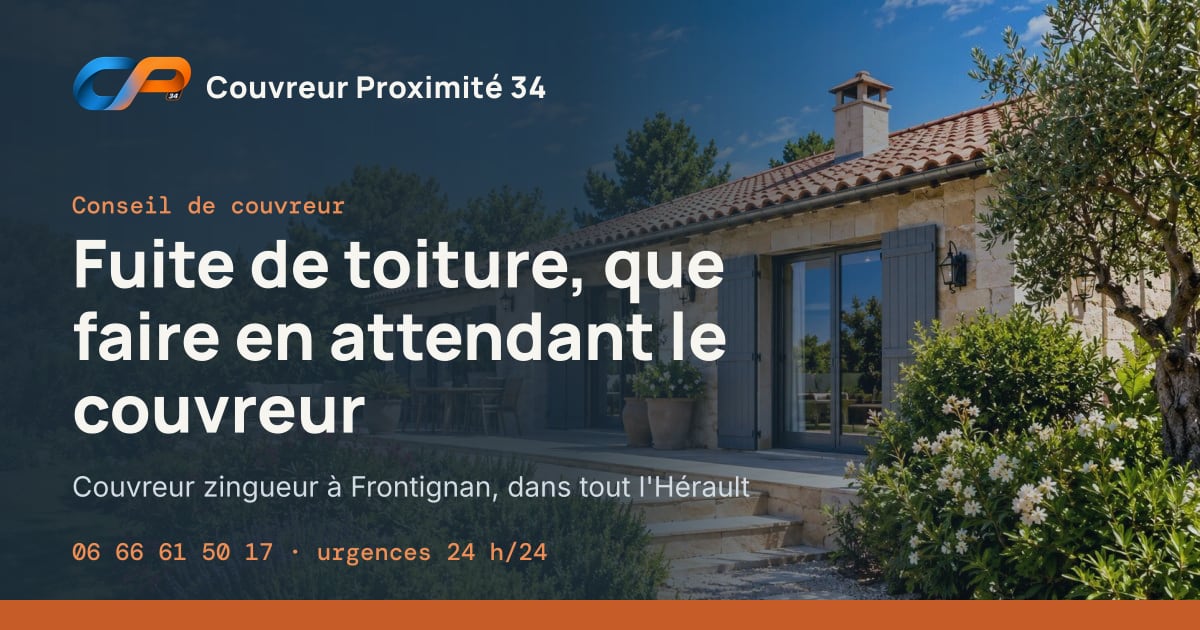 CP
34
Couvreur Proximité 34
Conseil de couvreur
Fuite de toiture, que
faire en attendant le
couvreur
Couvreur zingueur à Frontignan, dans tout l'Hérault
06 66 61 50 17 · urgences 24 h/24